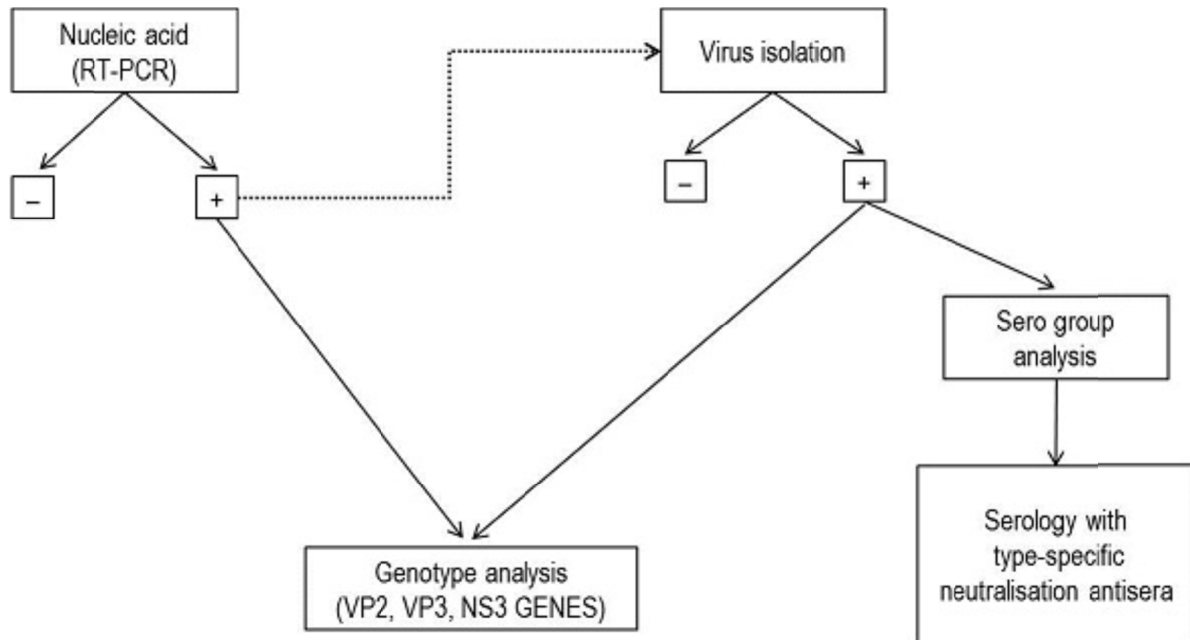 Nucleic acid
(RT-PCR)
Virus isolation
–
+
–
+
Sero group
analysis
Serology with
type-specific
neutralisation antisera
Genotype analysis
(VP2, VP3, NS3 GENES)